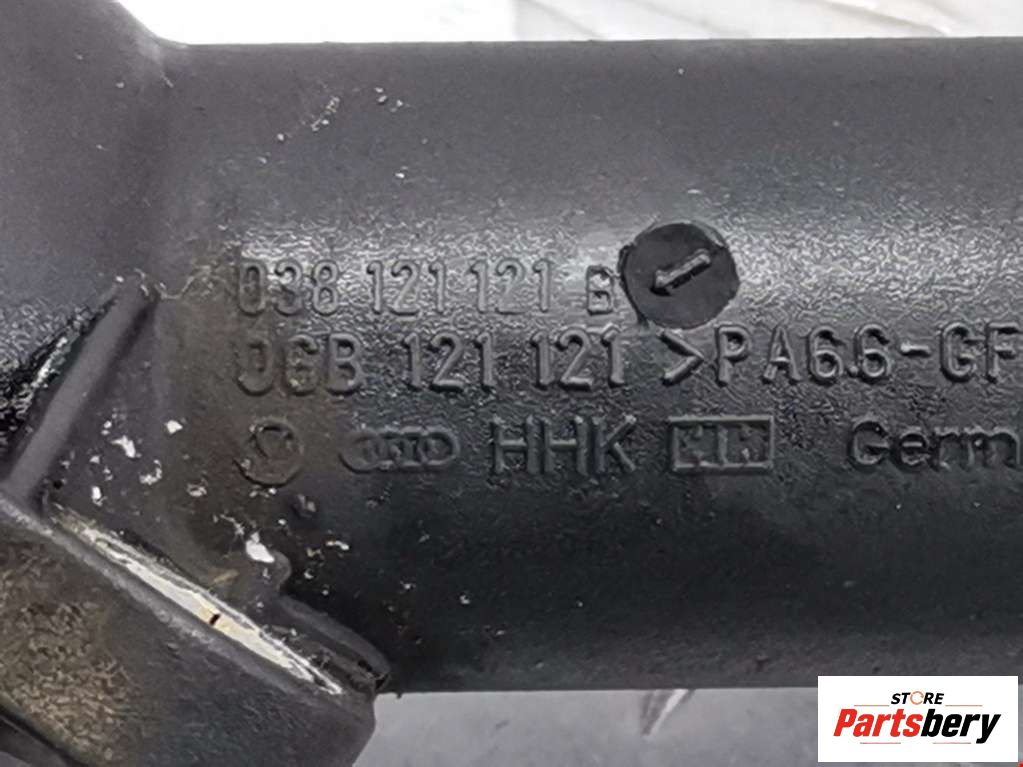 038 121 121 B
06B 121 121 >PA6.6-GF
HHK Germ
STORE
Partsbery